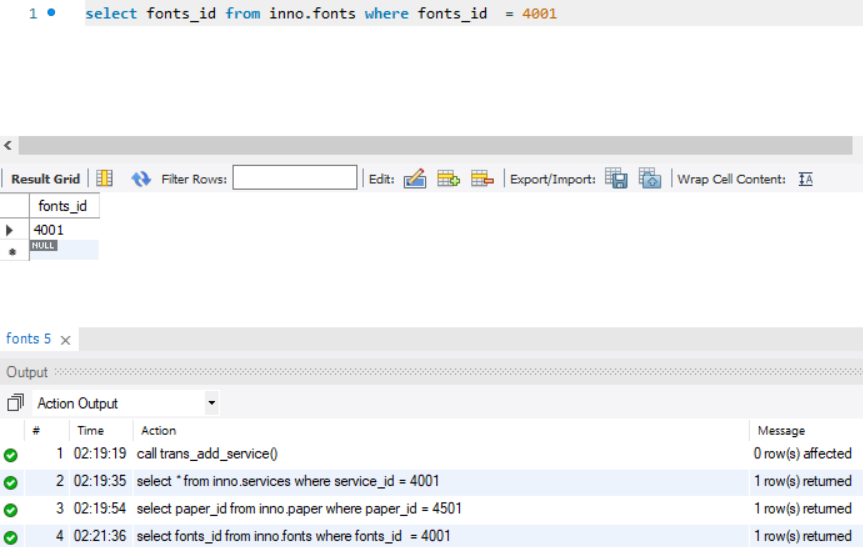 1 select fonts_id from inno.fonts where fonts_id = 4001
Result Grid Filter Rows: Edit: Export/Import: Wrap Cell Content: IA
fonts_id
4001
NULL
fonts 5
Output
Action Output
# Time Action Message
1 02:19:19 call trans_add_service() 0 row(s) affected
2 02:19:35 select * from inno.services where service_id = 4001 1 row(s) returned
3 02:19:54 select paper_id from inno.paper where paper_id = 4501 1 row(s) returned
4 02:21:36 select fonts_id from inno.fonts where fonts_id = 4001 1 row(s) returned